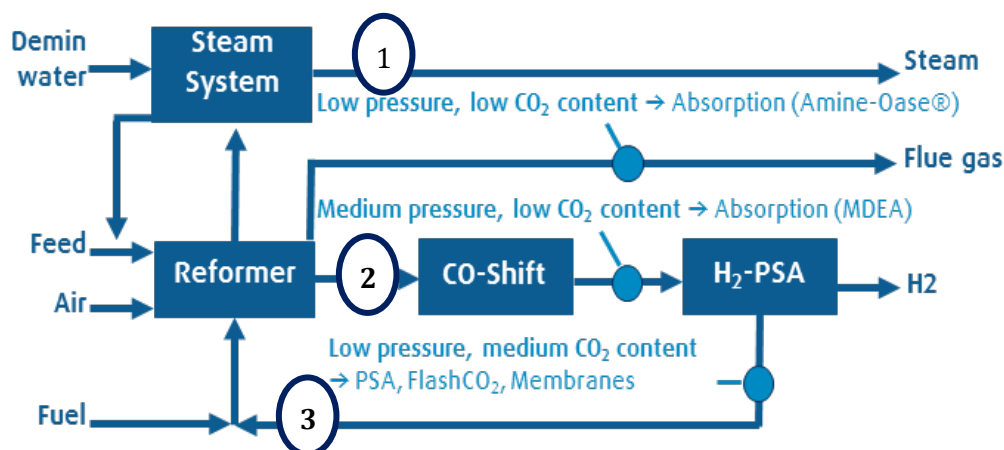 Demin
water
Steam
System
1
Steam
Low pressure, low CO₂ content → Absorption (Amine-Oase®)
Flue gas
Medium pressure, low CO₂ content → Absorption (MDEA)
Feed
Reformer
2
CO-Shift
H₂-PSA
H2
Air
Low pressure, medium CO₂ content
→ PSA, FlashCO₂, Membranes
Fuel
3